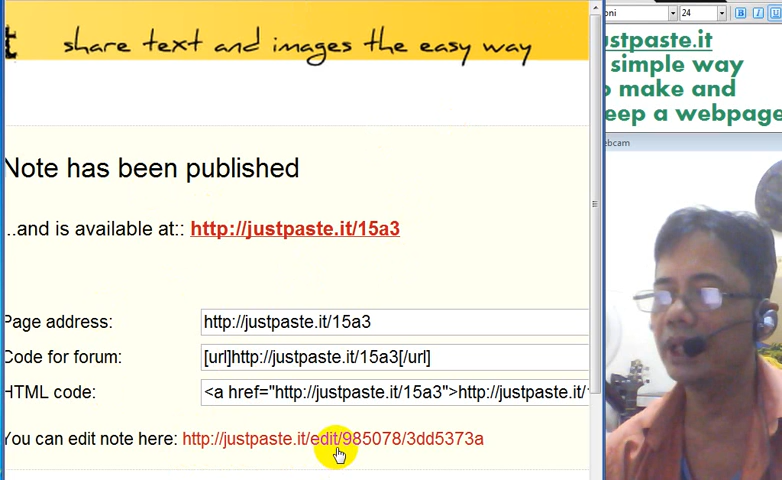 t share text and images the easy way
Note has been published
...and is available at:: http://justpaste.it/15a3
Page address: http://justpaste.it/15a3
Code for forum: [url]http://justpaste.it/15a3[/url]
HTML code: <a href="http://justpaste.it/15a3">http://justpaste.it/
You can edit note here: http://justpaste.it/edit/985078/3dd5373a
oni 24 B I U
ustpaste.it
simple way
o make and
eep a webpage
ebcam